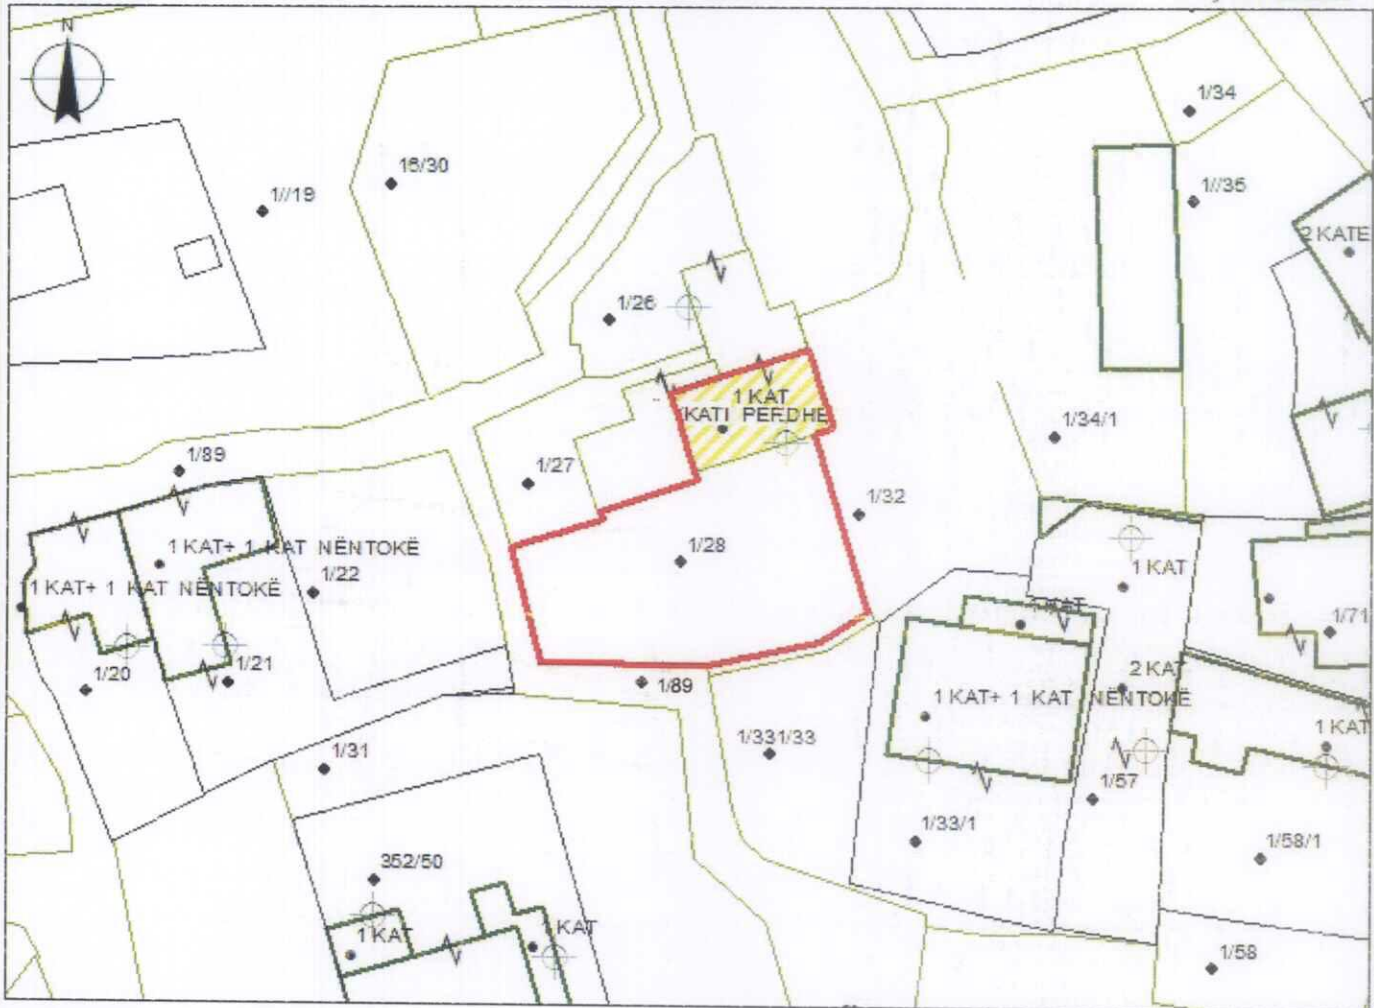 N
1/34
16/30
1//19
1//35
2 KATE
1/26
1 KAT
KATI PERDHE
1/34/1
1/89
1/27
1/32
1 KAT+ 1 KAT NËNTOKË
1/28
1 KAT
1/22
1 KAT+ 1 KAT NËNTOKË
1 KAT
1/71
1/20
1/21
1/89
2 KAT
1 KAT+ 1 KAT NËNTOKË
1 KAT
1/331/33
1/31
1/57
1/33/1
1/58/1
352/50
1 KAT
1 KAT
1/58